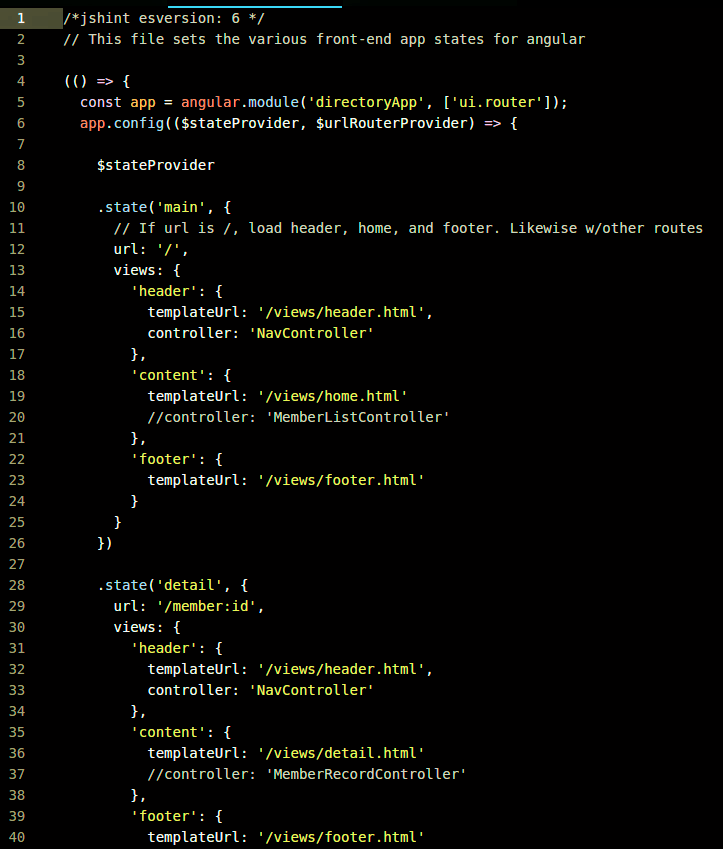 1 /*jshint esversion: 6 */
2 // This file sets the various front-end app states for angular
3
4 (() => {
5   const app = angular.module('directoryApp', ['ui.router']);
6   app.config(($stateProvider, $urlRouterProvider) => {
7
8     $stateProvider
9
10     .state('main', {
11       // If url is /, load header, home, and footer. Likewise w/other routes
12       url: '/',
13       views: {
14         'header': {
15           templateUrl: '/views/header.html',
16           controller: 'NavController'
17         },
18         'content': {
19           templateUrl: '/views/home.html'
20           //controller: 'MemberListController'
21         },
22         'footer': {
23           templateUrl: '/views/footer.html'
24         }
25       }
26     })
27
28     .state('detail', {
29       url: '/member:id',
30       views: {
31         'header': {
32           templateUrl: '/views/header.html',
33           controller: 'NavController'
34         },
35         'content': {
36           templateUrl: '/views/detail.html'
37           //controller: 'MemberRecordController'
38         },
39         'footer': {
40           templateUrl: '/views/footer.html'